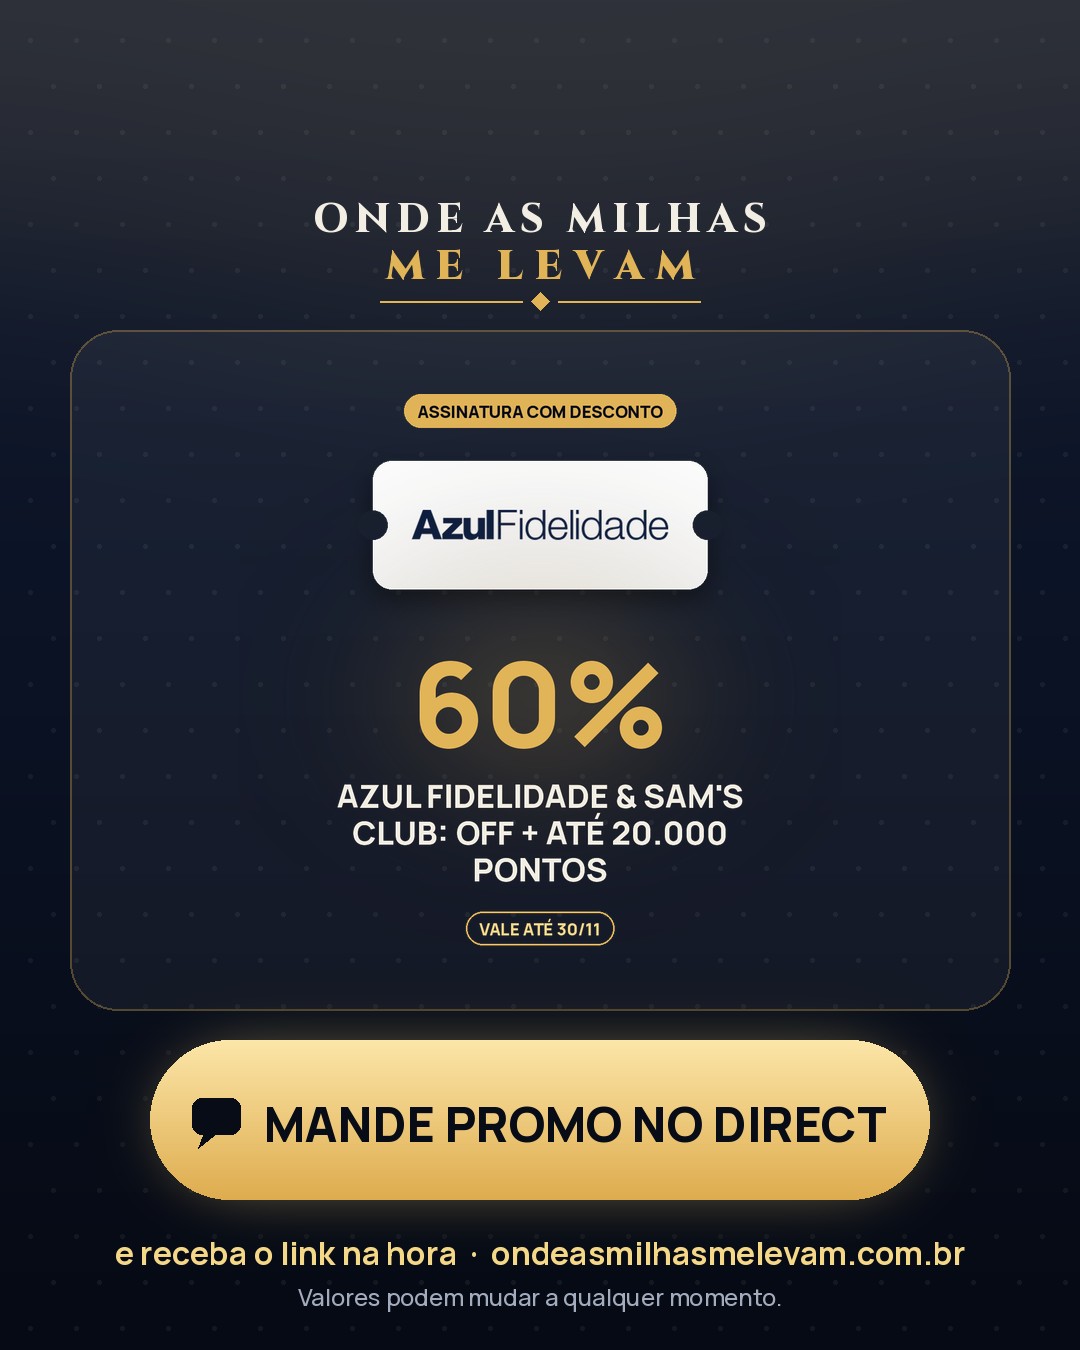 ONDE AS MILHAS
ME LEVAM
ASSINATURA COM DESCONTO
AzulFidelidade
60%
AZUL FIDELIDADE & SAM'S
CLUB: OFF + ATÉ 20.000
PONTOS
VALE ATÉ 30/11
MANDE PROMO NO DIRECT
e receba o link na hora · ondeasmilhasmelevam.com.br
Valores podem mudar a qualquer momento.